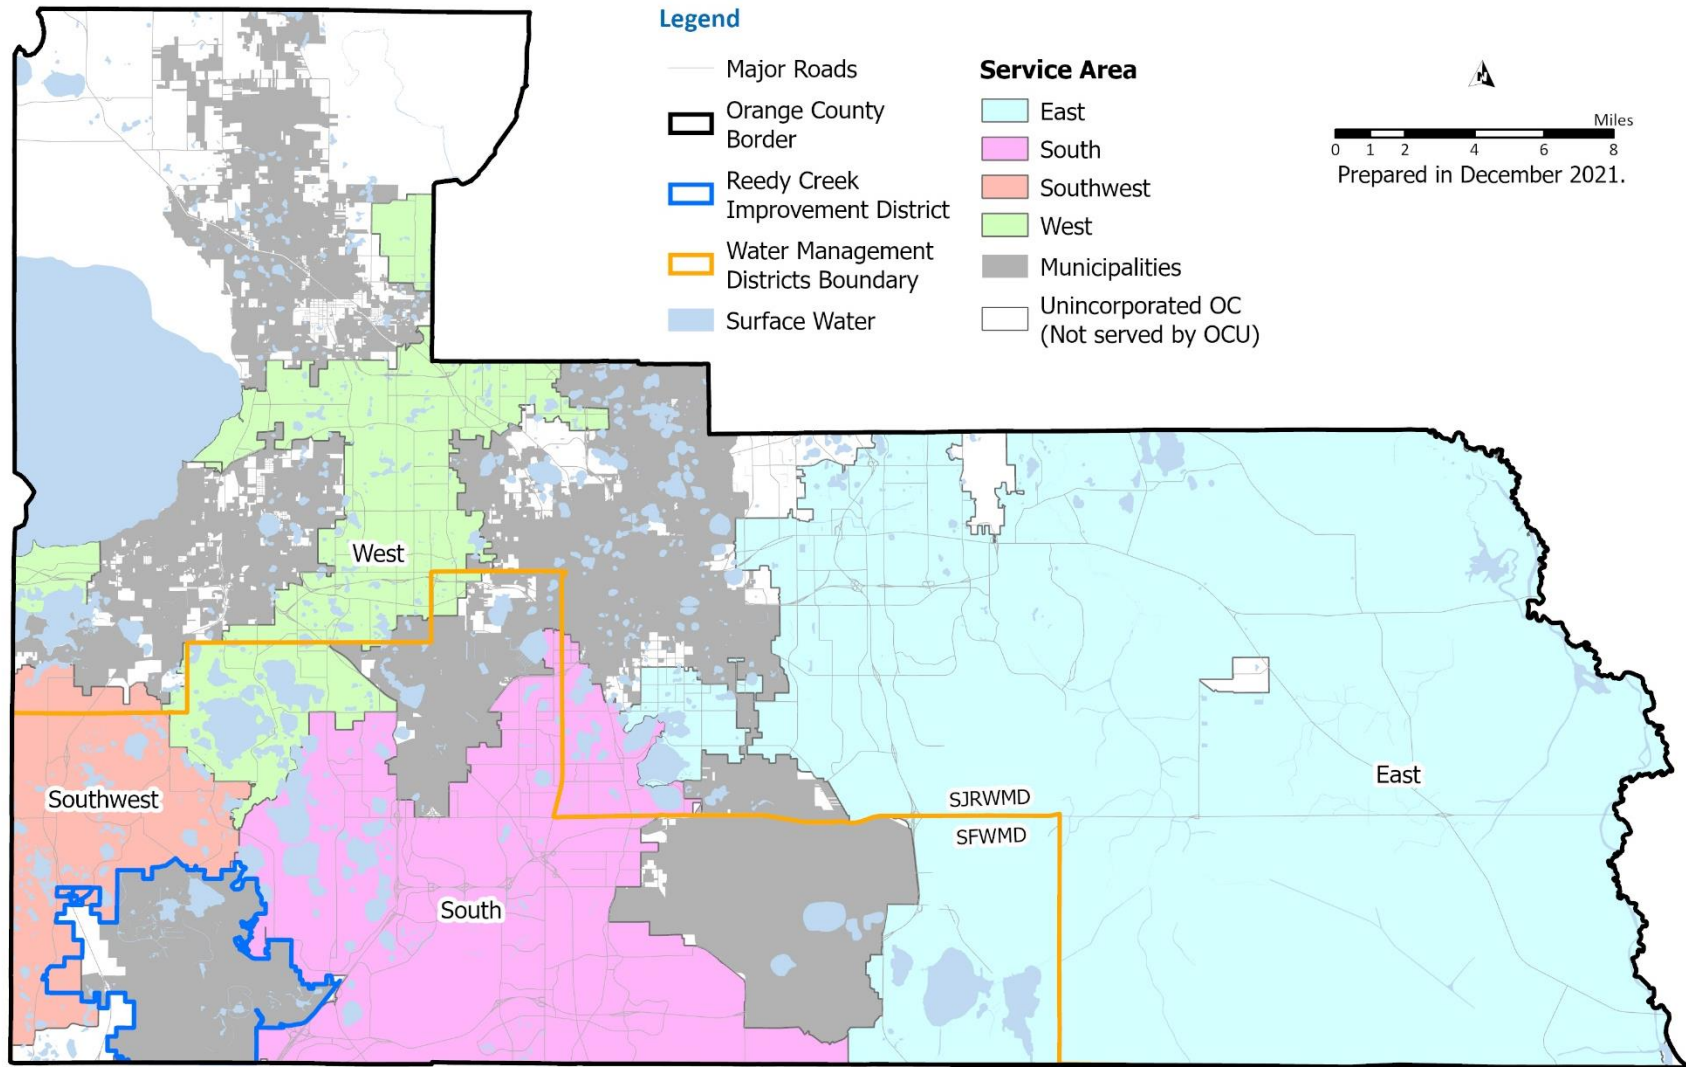 Legend
Major Roads
Orange County
Border
Reedy Creek
Improvement District
Water Management
Districts Boundary
Surface Water
Service Area
East
South
Southwest
West
Municipalities
Unincorporated OC
(Not served by OCU)
N
Miles
0 1 2 4 6 8
Prepared in December 2021.
West
Southwest
South
SJRWMD
SFWMD
East